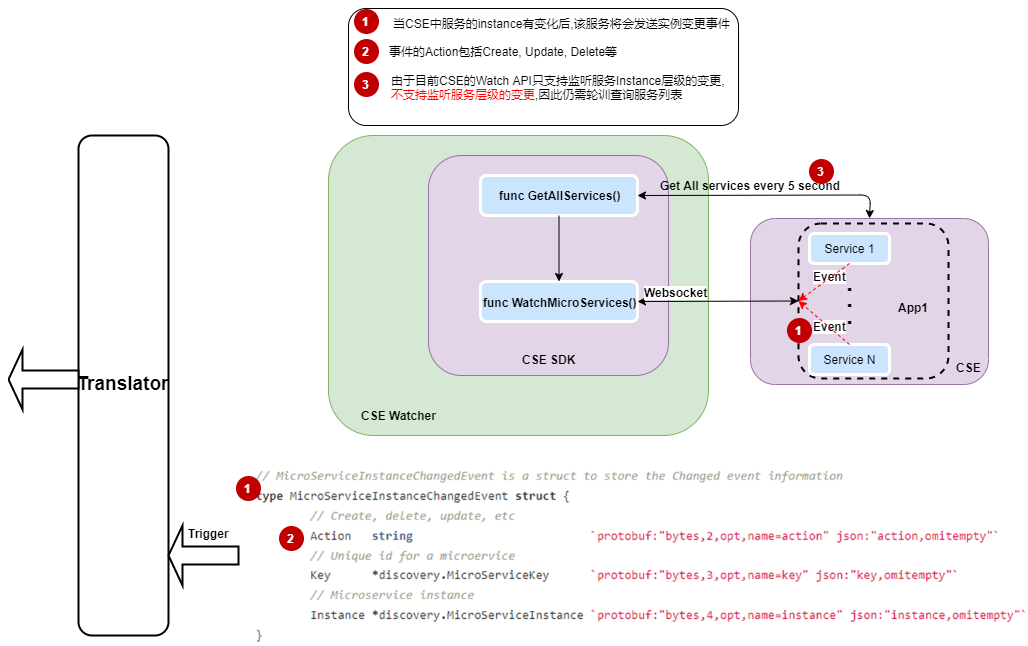 1 当CSE中服务的instance有变化后,该服务将会发送实例变更事件
2 事件的Action包括Create, Update, Delete等
3 由于目前CSE的Watch API只支持监听服务Instance层级的变更,
不支持监听服务层级的变更,因此仍需轮训查询服务列表
func GetAllServices()
func WatchMicroServices()
CSE SDK
CSE Watcher
3
Get All services every 5 second
Websocket
Service 1
Event
.
.
.
App1
1
Event
Service N
CSE
Translator
Trigger
// MicroServiceInstanceChangedEvent is a struct to store the Changed event information
1
type MicroServiceInstanceChangedEvent struct {
// Create, delete, update, etc
2
Action string `protobuf:"bytes,2,opt,name=action" json:"action,omitempty"`
// Unique id for a microervice
Key *discovery.MicroServiceKey `protobuf:"bytes,3,opt,name=key" json:"key,omitempty"`
// Microservice instance
Instance *discovery.MicroServiceInstance `protobuf:"bytes,4,opt,name=instance" json:"instance,omitempty"`
}